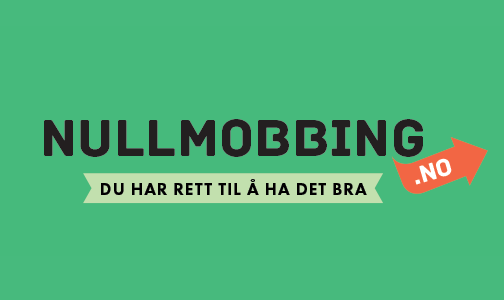 NULLMOBBING
.NO
DU HAR RETT TIL Å HA DET BRA